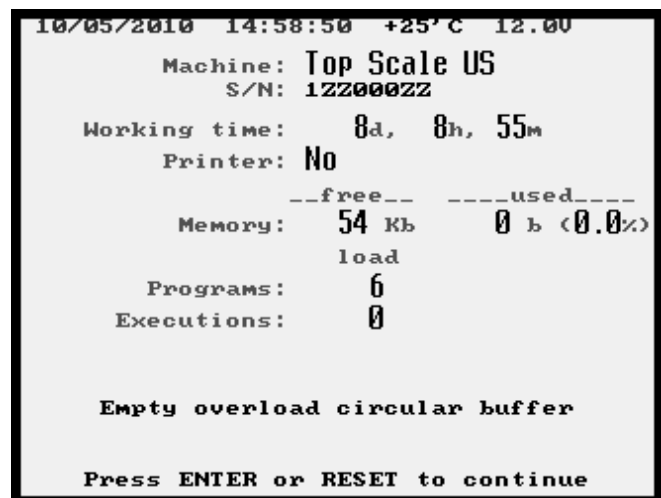 10/05/2010 14:58:50 +25'C 12.0V
Machine: Top Scale US
S/N: 1ZZ000ZZ
Working time: 8d, 8h, 55m
Printer: No
__free__ ____used____
Memory: 54 Kb 0 b (0.0%)
load
Programs: 6
Executions: 0
Empty overload circular buffer
Press ENTER or RESET to continue